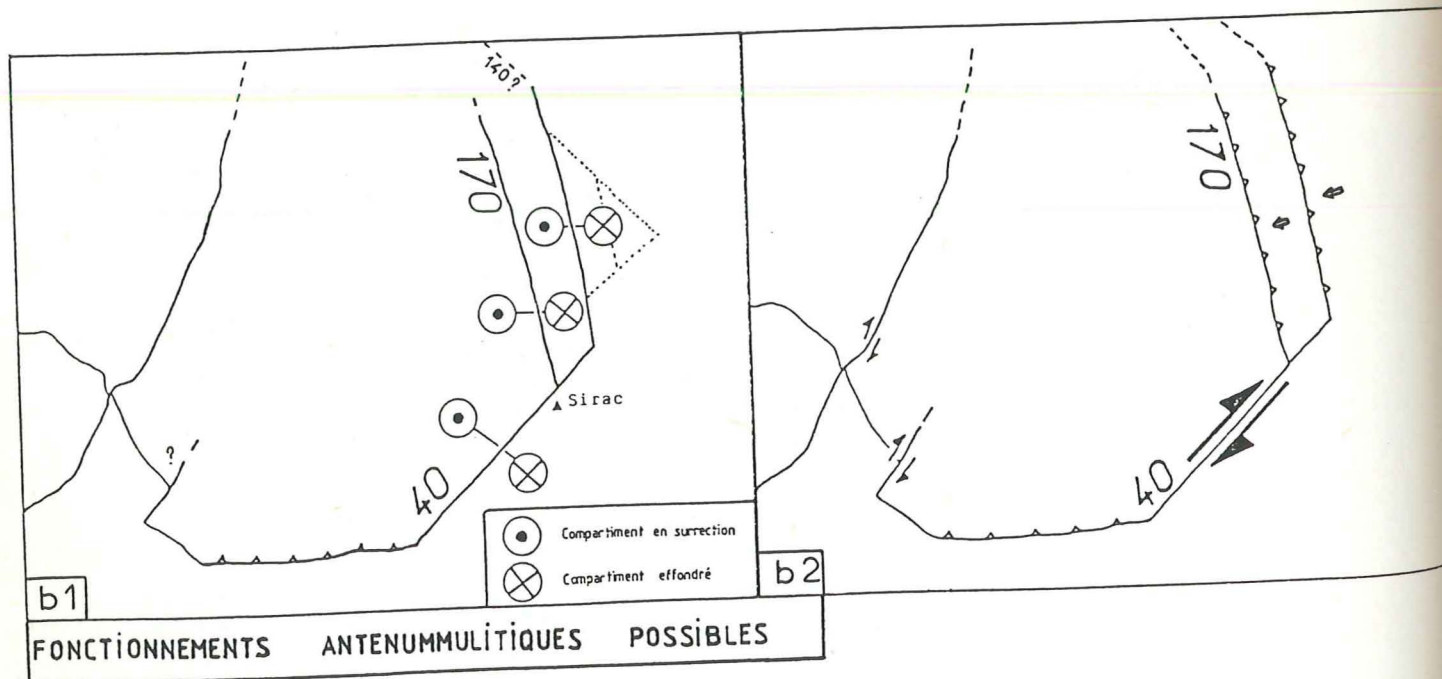 140?
170
Sirac
?
40
Compartiment en surrection
Compartiment effondré
b1
170
40
b2
FONCTIONNEMENTS ANTENUMMULITIQUES POSSIBLES